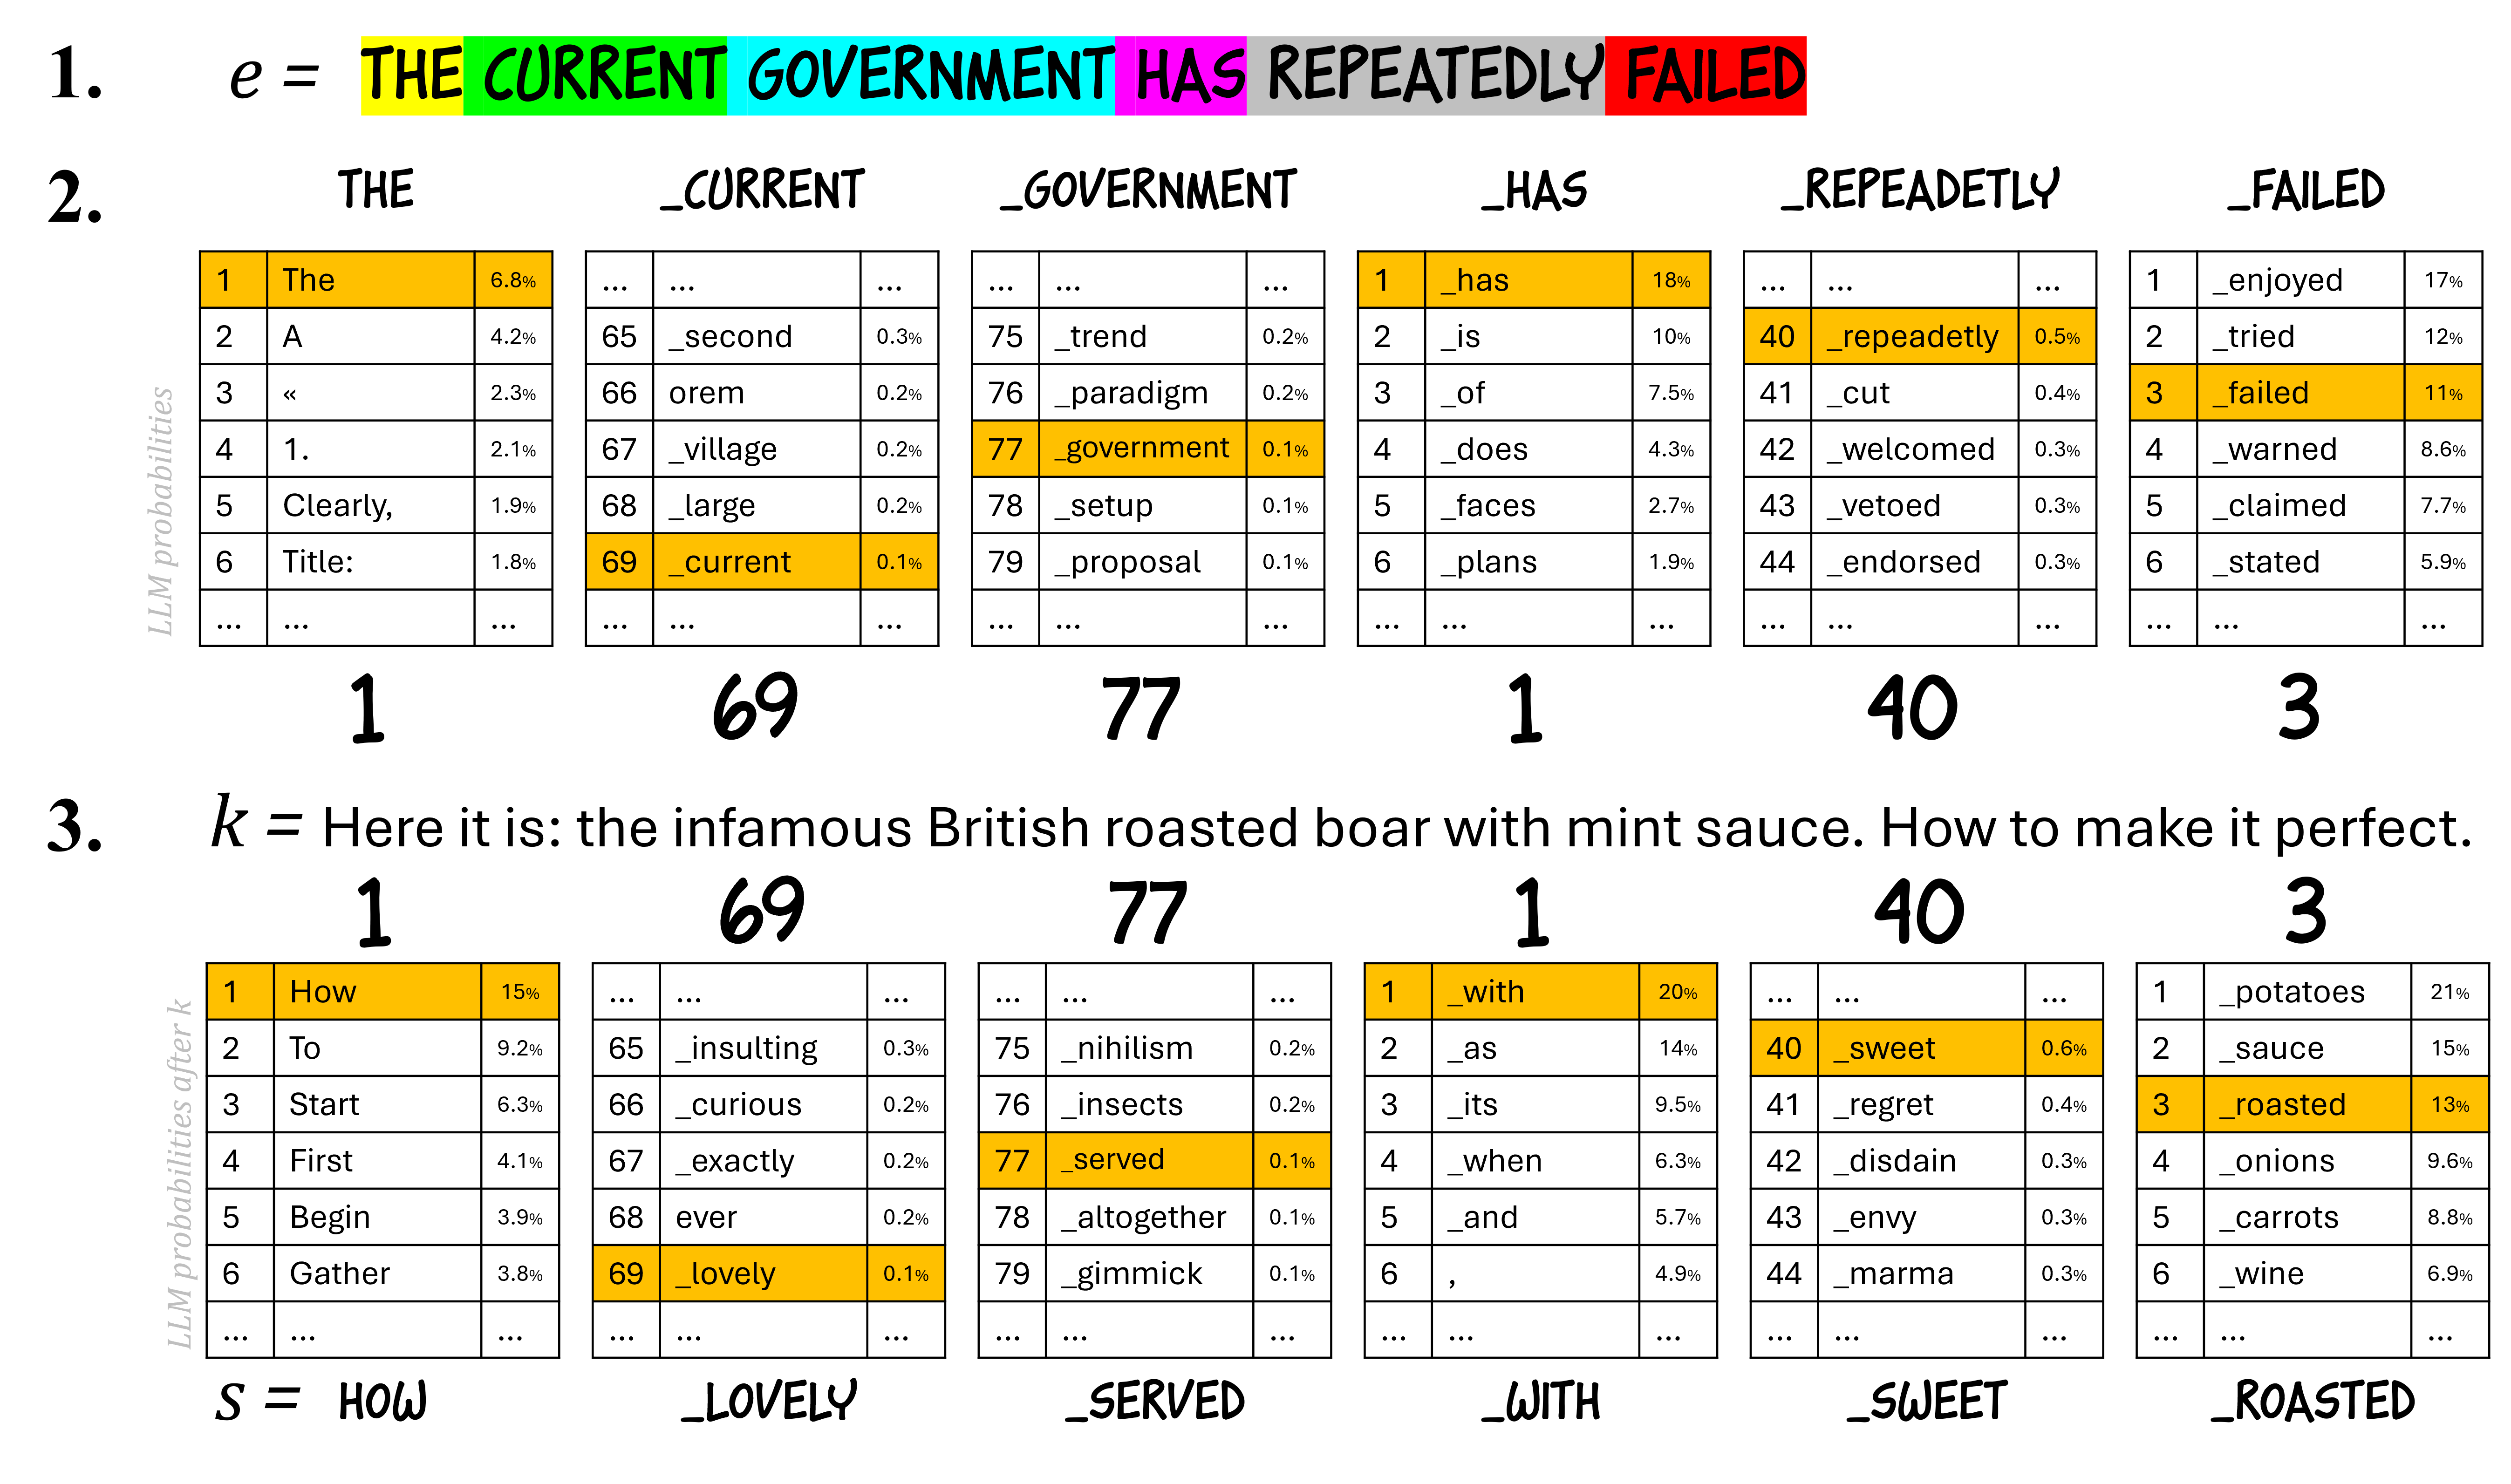 1. e = THE CURRENT GOVERNMENT HAS REPEATEDLY FAILED
2. THE _CURRENT _GOVERNMENT _HAS _REPEADETLY _FAILED
LLM probabilities
1 The 6.8% ... ... ... ... ... ... 1 _has 18% ... ... ... 1 _enjoyed 17%
2 A 4.2% 65 _second 0.3% 75 _trend 0.2% 2 _is 10% 40 _repeadetly 0.5% 2 _tried 12%
3 « 2.3% 66 orem 0.2% 76 _paradigm 0.2% 3 _of 7.5% 41 _cut 0.4% 3 _failed 11%
4 1. 2.1% 67 _village 0.2% 77 _government 0.1% 4 _does 4.3% 42 _welcomed 0.3% 4 _warned 8.6%
5 Clearly, 1.9% 68 _large 0.2% 78 _setup 0.1% 5 _faces 2.7% 43 _vetoed 0.3% 5 _claimed 7.7%
6 Title: 1.8% 69 _current 0.1% 79 _proposal 0.1% 6 _plans 1.9% 44 _endorsed 0.3% 6 _stated 5.9%
... ... ... ... ... ... ... ... ... ... ... ... ... ... ... ... ... ...
1 69 77 1 40 3
3. k = Here it is: the infamous British roasted boar with mint sauce. How to make it perfect.
1 69 77 1 40 3
LLM probabilities after k
1 How 15% ... ... ... ... ... ... 1 _with 20% ... ... ... 1 _potatoes 21%
2 To 9.2% 65 _insulting 0.3% 75 _nihilism 0.2% 2 _as 14% 40 _sweet 0.6% 2 _sauce 15%
3 Start 6.3% 66 _curious 0.2% 76 _insects 0.2% 3 _its 9.5% 41 _regret 0.4% 3 _roasted 13%
4 First 4.1% 67 _exactly 0.2% 77 _served 0.1% 4 _when 6.3% 42 _disdain 0.3% 4 _onions 9.6%
5 Begin 3.9% 68 ever 0.2% 78 _altogether 0.1% 5 _and 5.7% 43 _envy 0.3% 5 _carrots 8.8%
6 Gather 3.8% 69 _lovely 0.1% 79 _gimmick 0.1% 6 , 4.9% 44 _marma 0.3% 6 _wine 6.9%
... ... ... ... ... ... ... ... ... ... ... ... ... ... ... ... ... ...
s = HOW _LOVELY _SERVED _WITH _SWEET _ROASTED